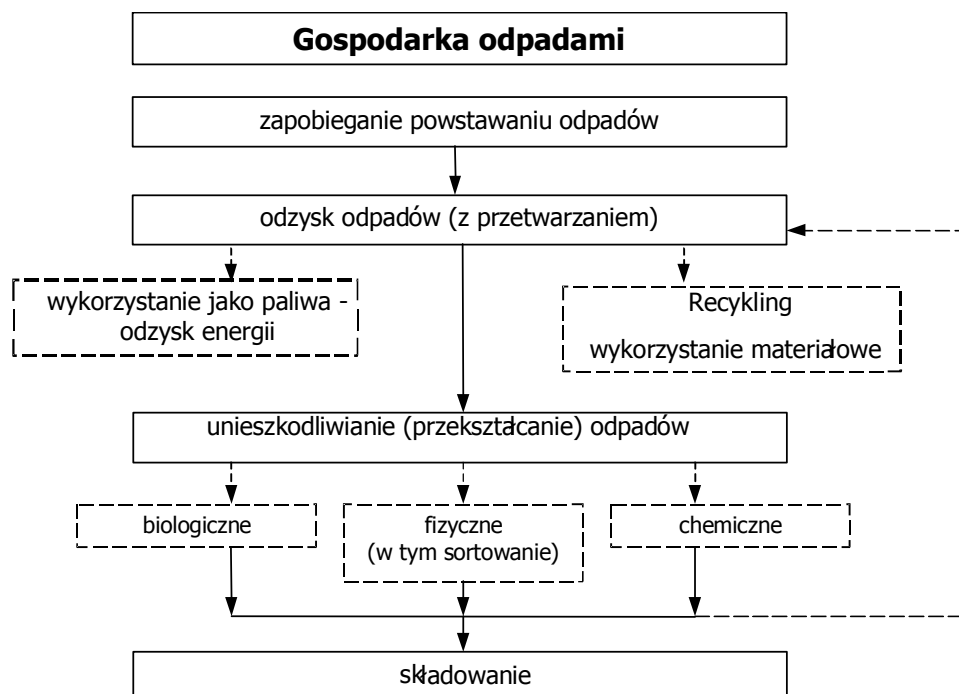 Gospodarka odpadami
zapobieganie powstawaniu odpadów
odzysk odpadów (z przetwarzaniem)
wykorzystanie jako paliwa -
odzysk energii
Recykling
wykorzystanie materiałowe
unieszkodliwianie (przekształcanie) odpadów
biologiczne
fizyczne
(w tym sortowanie)
chemiczne
składowanie